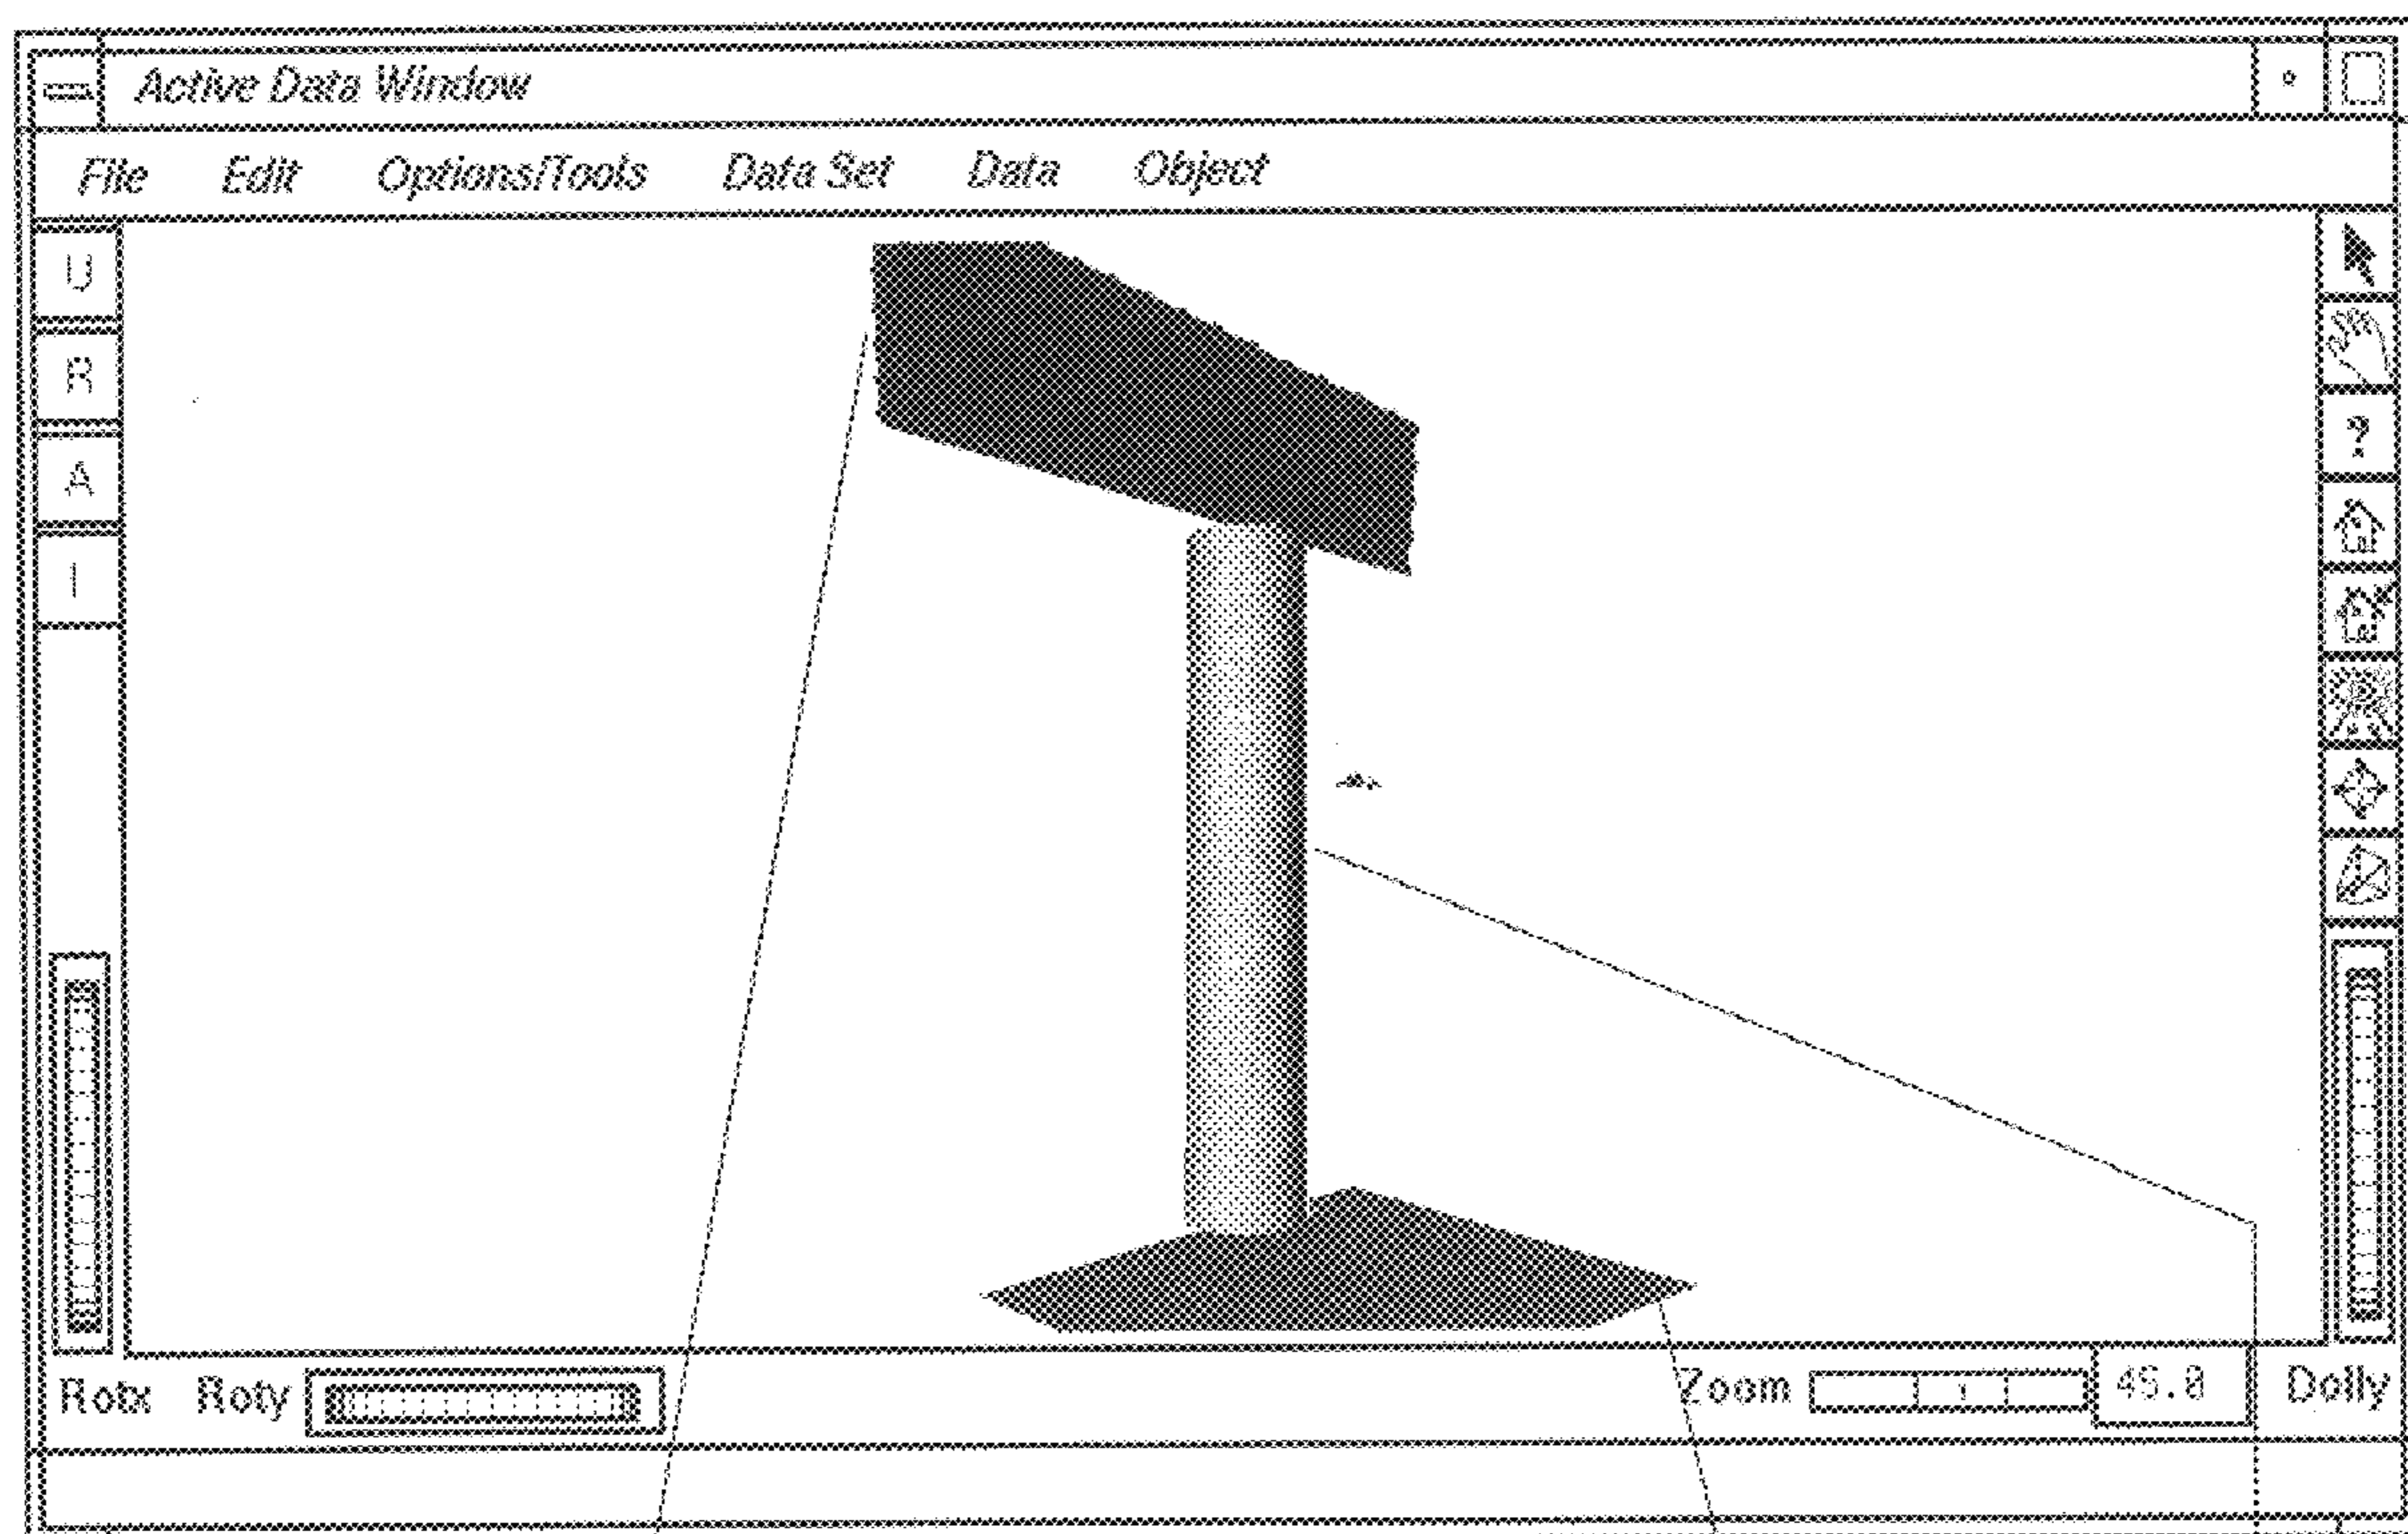 Active Data Window
File Edit Options/Tools Data Set Data Object
U
R
A
I
?
Rotx Roty Zoom 45.0 Dolly